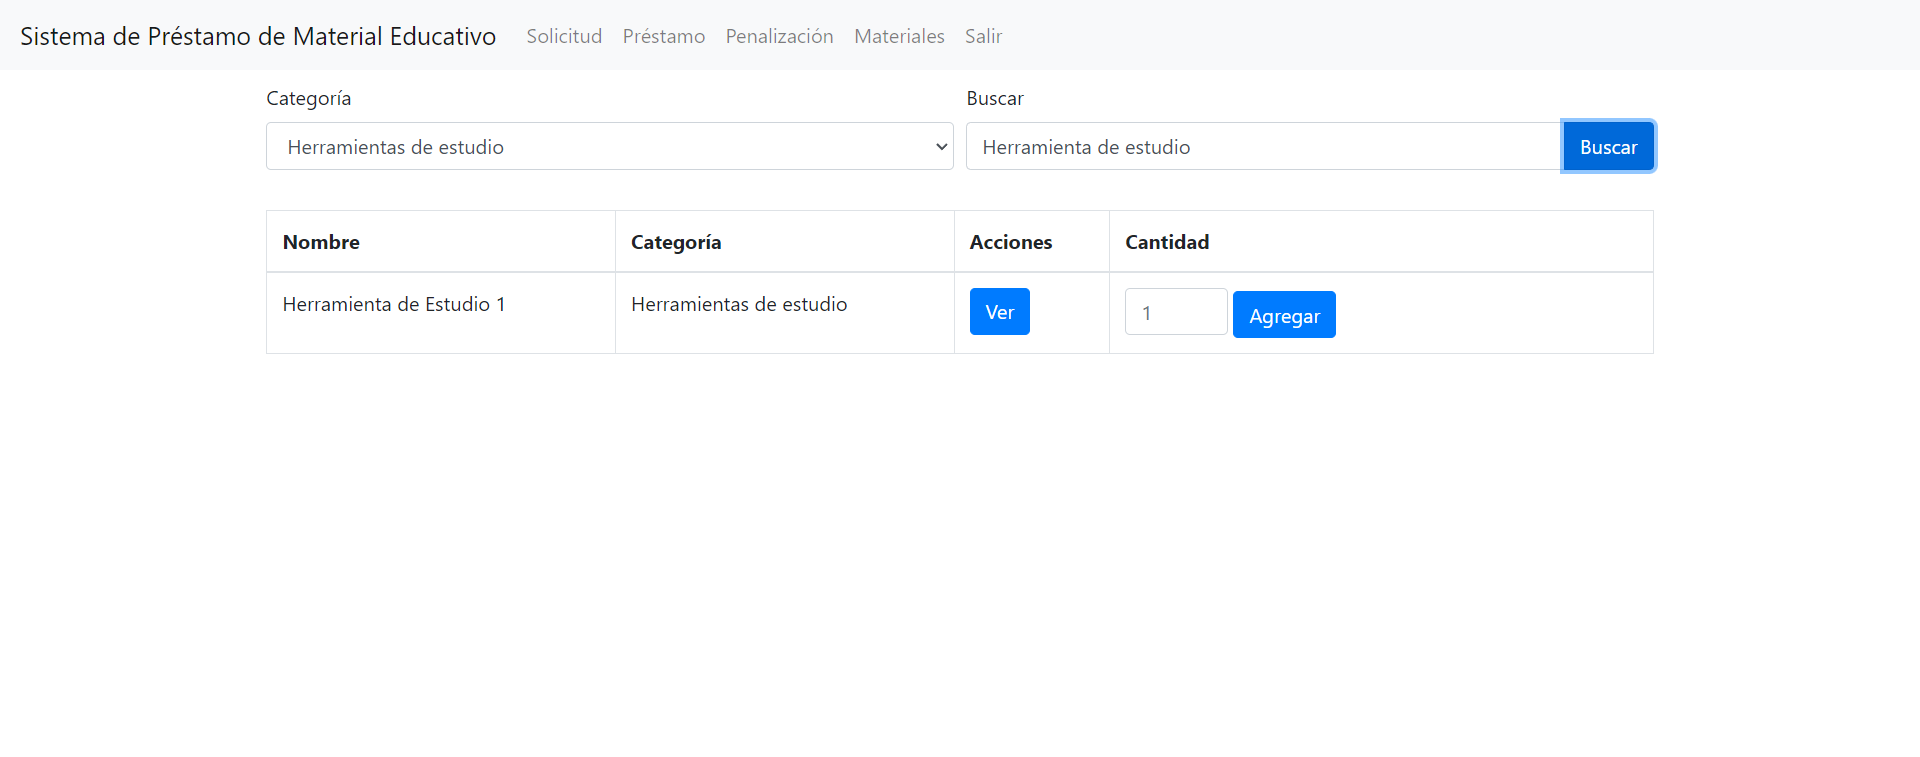 Sistema de Préstamo de Material Educativo Solicitud Préstamo Penalización Materiales Salir
Categoría Buscar
Herramientas de estudio Herramienta de estudio Buscar
Nombre Categoría Acciones Cantidad
Herramienta de Estudio 1 Herramientas de estudio Ver 1 Agregar